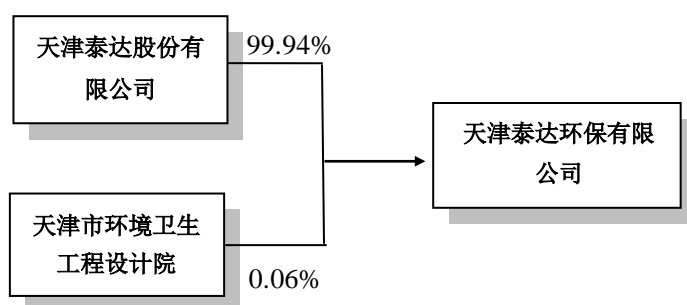 天津泰达股份有
限公司
99.94%
天津泰达环保有限
公司
天津市环境卫生
工程设计院
0.06%